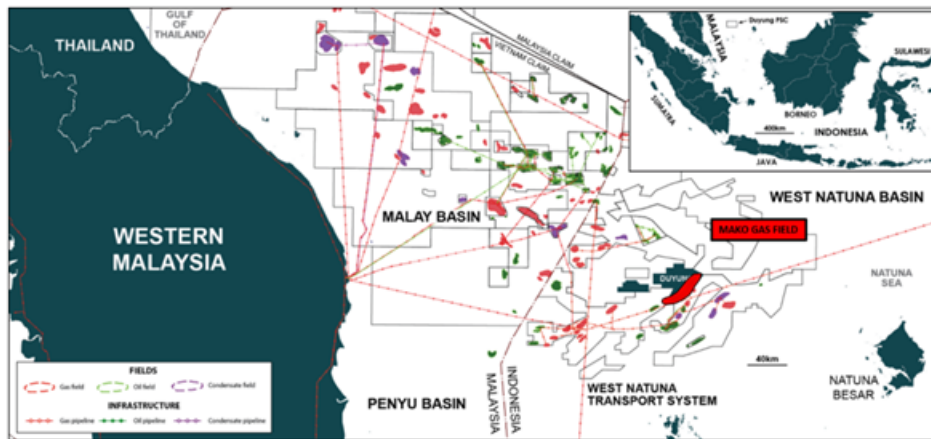 GULF
OF
THAILAND
THAILAND
MALAYSIA CLAIM
VIETNAM CLAIM
MALAYSIA
Duyung PSC
SULAWESI
SUMATRA
BORNEO
400km
INDONESIA
JAVA
WEST NATUNA BASIN
MALAY BASIN
MAKO GAS FIELD
WESTERN
MALAYSIA
DUYUNG
NATUNA
SEA
40km
FIELDS
Gas field
Oil field
Condensate field
INFRASTRUCTURE
Gas pipeline
Oil pipeline
Condensate pipeline
PENYU BASIN
MALAYSIA
INDONESIA
WEST NATUNA
TRANSPORT SYSTEM
NATUNA
BESAR